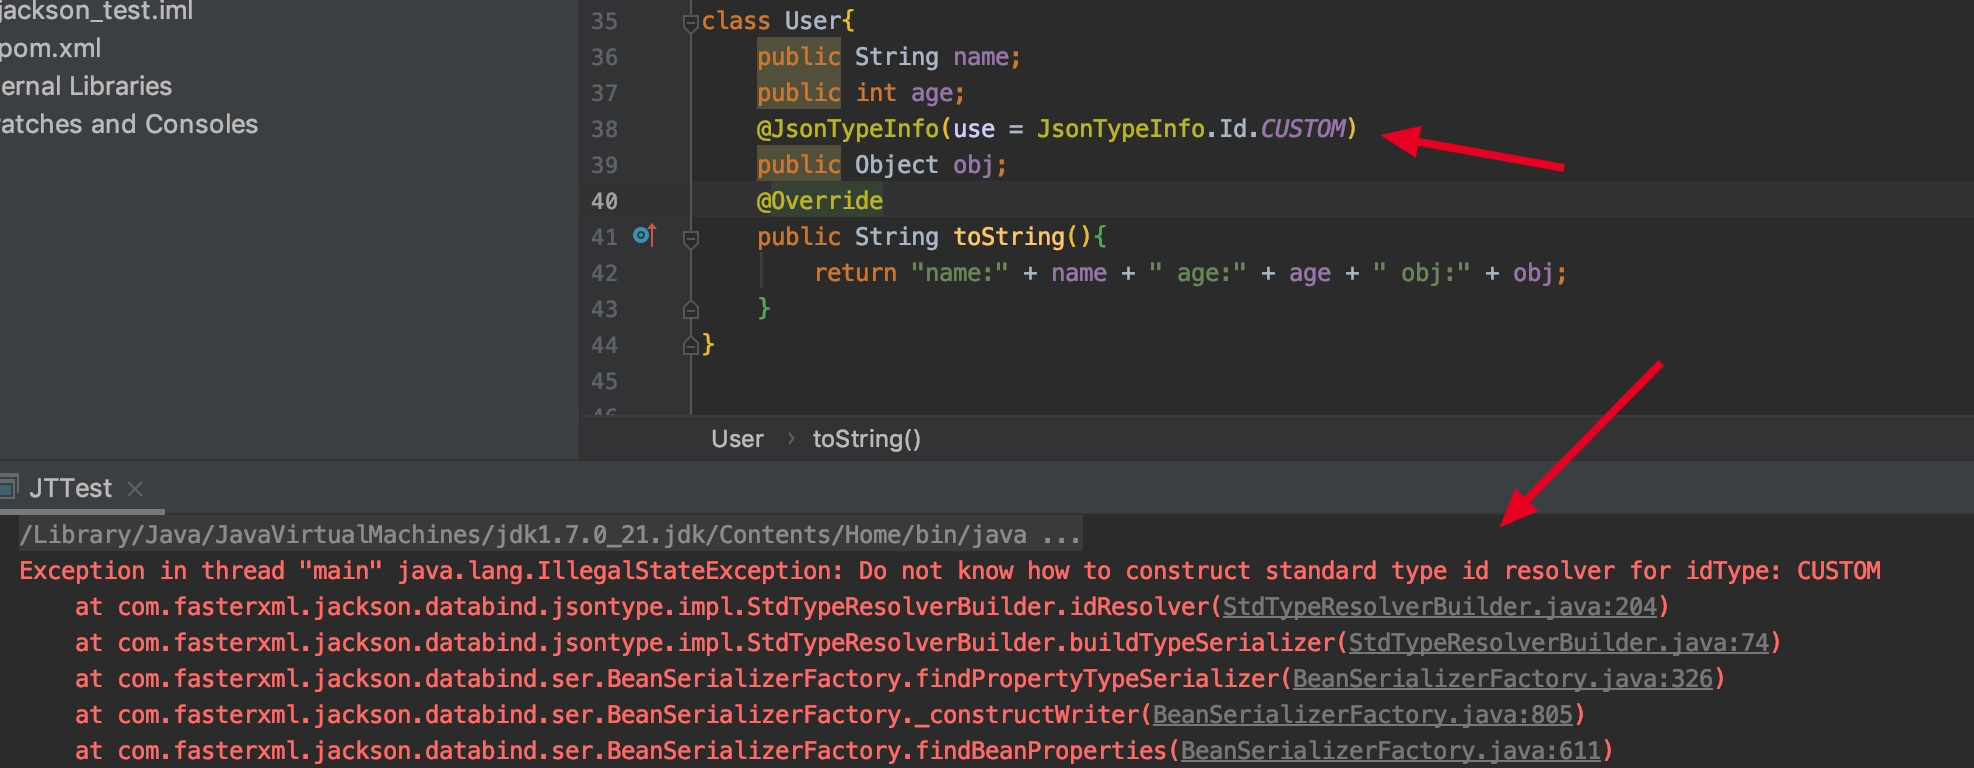 jackson_test.iml
pom.xml
ernal Libraries
ratches and Consoles
35 class User{
36 public String name;
37 public int age;
38 @JsonTypeInfo(use = JsonTypeInfo.Id.CUSTOM)
39 public Object obj;
40 @Override
41 public String toString(){
42 return "name:" + name + " age:" + age + " obj:" + obj;
43 }
44 }
45
46
User › toString()
JTTest ×
/Library/Java/JavaVirtualMachines/jdk1.7.0_21.jdk/Contents/Home/bin/java ...
Exception in thread "main" java.lang.IllegalStateException: Do not know how to construct standard type id resolver for idType: CUSTOM
at com.fasterxml.jackson.databind.jsontype.impl.StdTypeResolverBuilder.idResolver(StdTypeResolverBuilder.java:204)
at com.fasterxml.jackson.databind.jsontype.impl.StdTypeResolverBuilder.buildTypeSerializer(StdTypeResolverBuilder.java:74)
at com.fasterxml.jackson.databind.ser.BeanSerializerFactory.findPropertyTypeSerializer(BeanSerializerFactory.java:326)
at com.fasterxml.jackson.databind.ser.BeanSerializerFactory._constructWriter(BeanSerializerFactory.java:805)
at com.fasterxml.jackson.databind.ser.BeanSerializerFactory.findBeanProperties(BeanSerializerFactory.java:611)